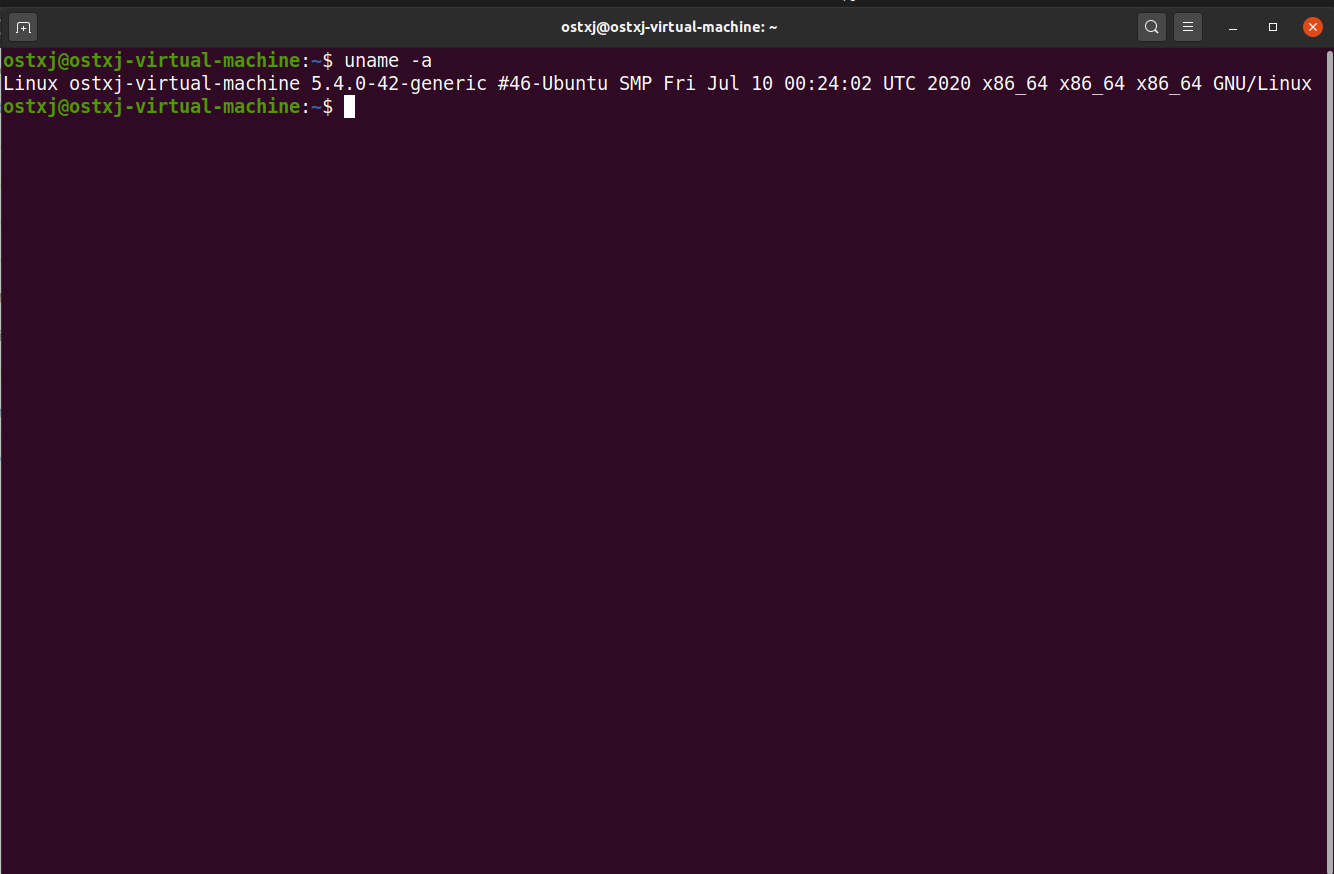 ostxj@ostxj-virtual-machine: ~
ostxj@ostxj-virtual-machine:~$ uname -a
Linux ostxj-virtual-machine 5.4.0-42-generic #46-Ubuntu SMP Fri Jul 10 00:24:02 UTC 2020 x86_64 x86_64 x86_64 GNU/Linux
ostxj@ostxj-virtual-machine:~$